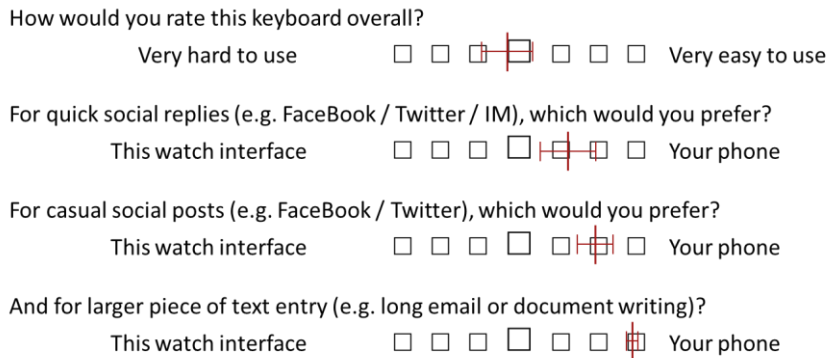 How would you rate this keyboard overall?
Very hard to use Very easy to use
For quick social replies (e.g. FaceBook / Twitter / IM), which would you prefer?
This watch interface Your phone
For casual social posts (e.g. FaceBook / Twitter), which would you prefer?
This watch interface Your phone
And for larger piece of text entry (e.g. long email or document writing)?
This watch interface Your phone